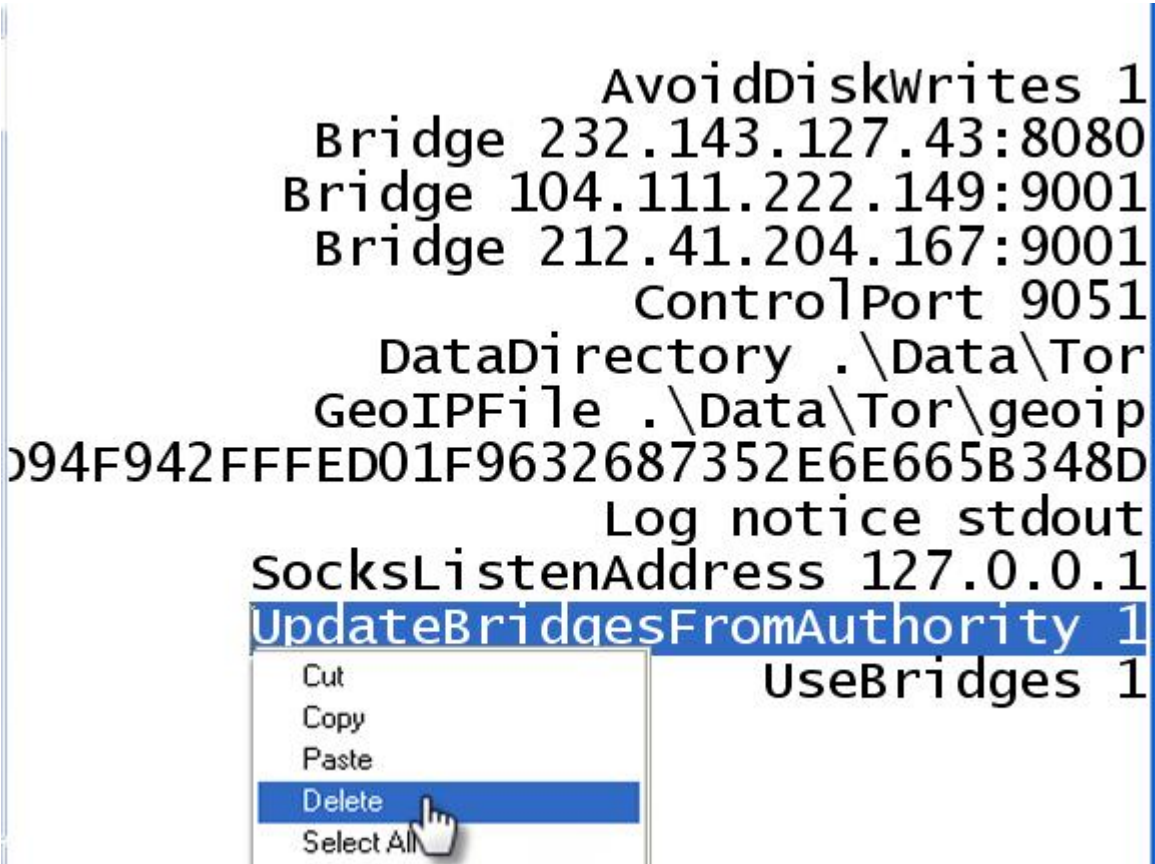 AvoidDiskWrites 1
Bridge 232.143.127.43:8080
Bridge 104.111.222.149:9001
Bridge 212.41.204.167:9001
ControlPort 9051
DataDirectory .\Data\Tor
GeoIPFile .\Data\Tor\geoip
94F942FFFED01F9632687352E6E665B348D
Log notice stdout
SocksListenAddress 127.0.0.1
UpdateBridgesFromAuthority 1
UseBridges 1
Cut
Copy
Paste
Delete
Select All